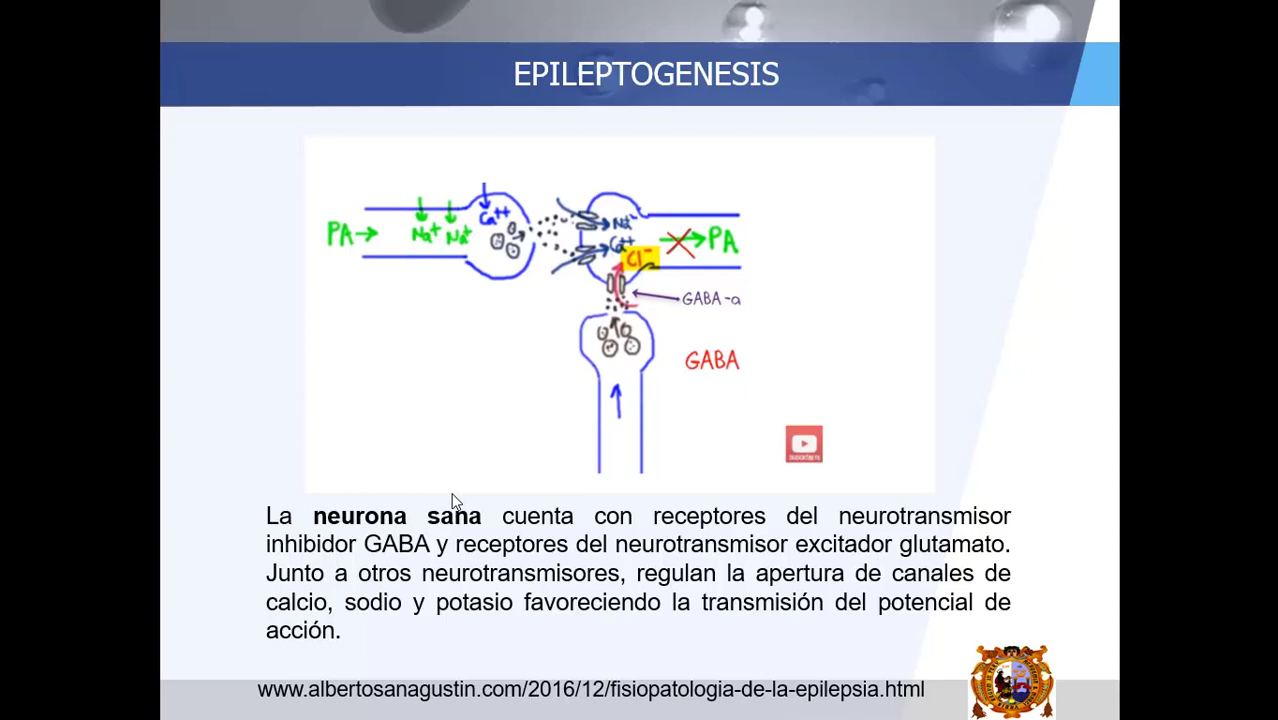 EPILEPTOGENESIS
PA → Na⁺ Na⁺ Ca⁺⁺
Na⁺
Ca⁺⁺
PA
Cl⁻
GABA-a
GABA
SUSCRÍBETE
La neurona sana cuenta con receptores del neurotransmisor
inhibidor GABA y receptores del neurotransmisor excitador glutamato.
Junto a otros neurotransmisores, regulan la apertura de canales de
calcio, sodio y potasio favoreciendo la transmisión del potencial de
acción.
www.albertosanagustin.com/2016/12/fisiopatologia-de-la-epilepsia.html